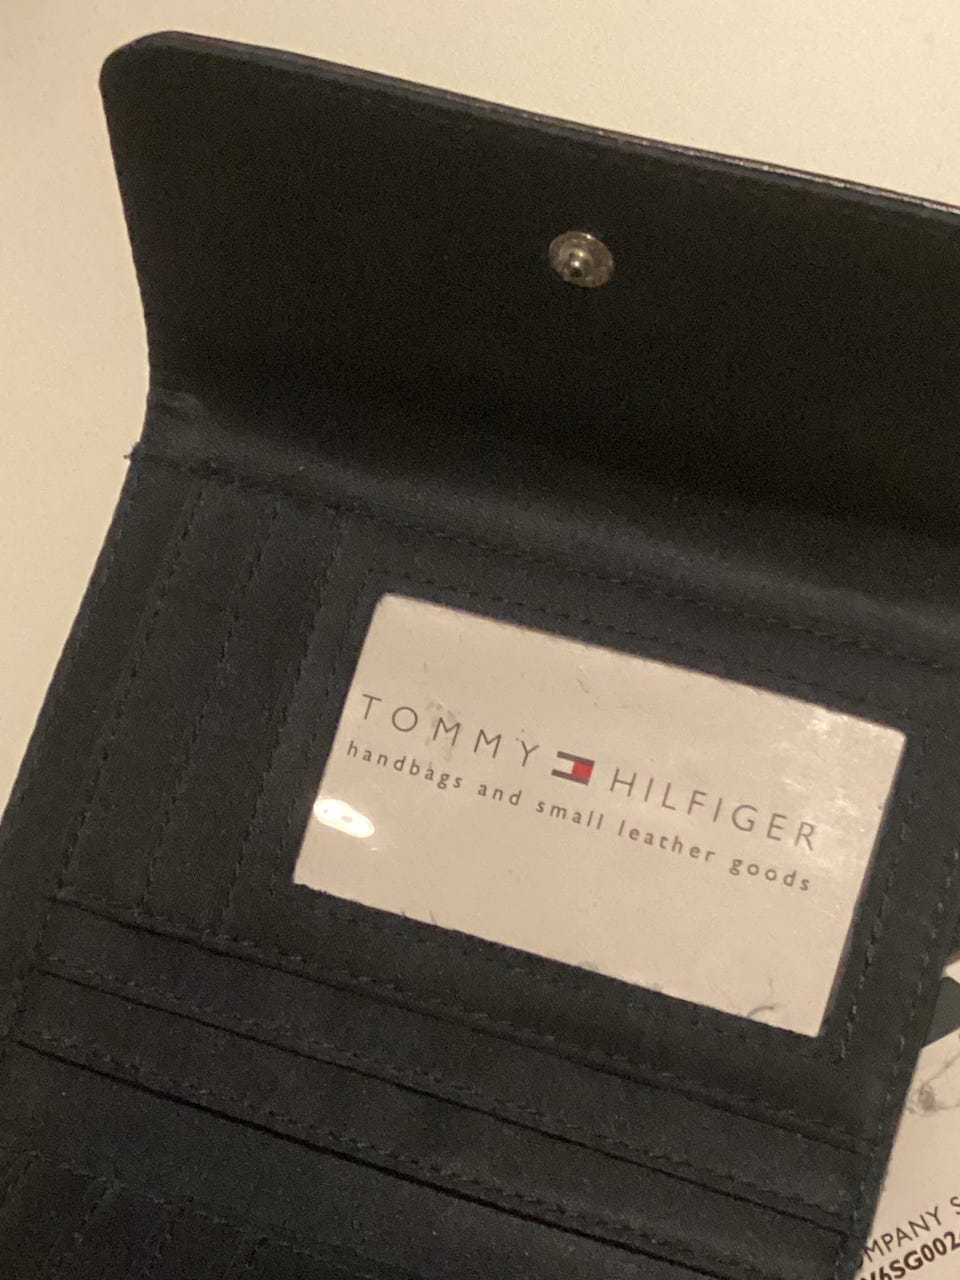 TOMMY HILFIGER
handbags and small leather goods